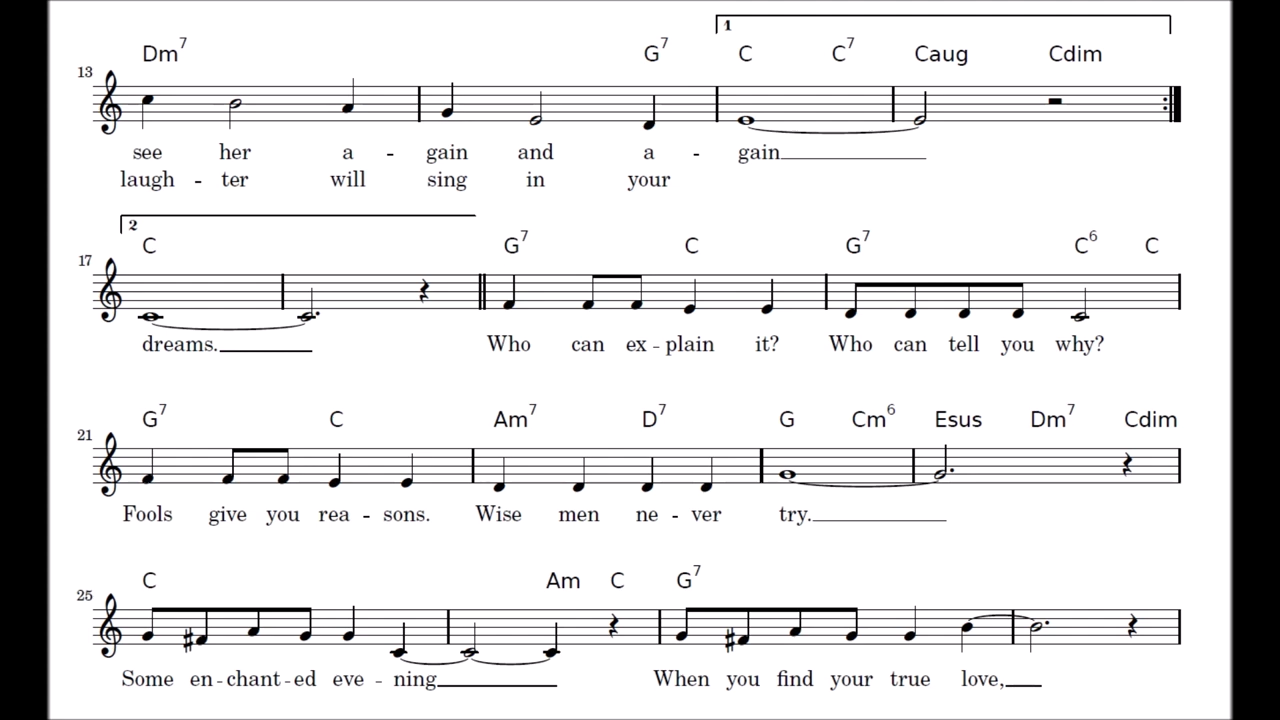 1
Dm7 G7 C C7 Caug Cdim
13
see her a - gain and a - gain
laugh - ter will sing in your
2
C G7 C G7 C6 C
17
dreams. Who can ex - plain it? Who can tell you why?
G7 C Am7 D7 G Cm6 Esus Dm7 Cdim
21
Fools give you rea - sons. Wise men ne - ver try.
C Am C G7
25
Some en - chant - ed eve - ning When you find your true love,